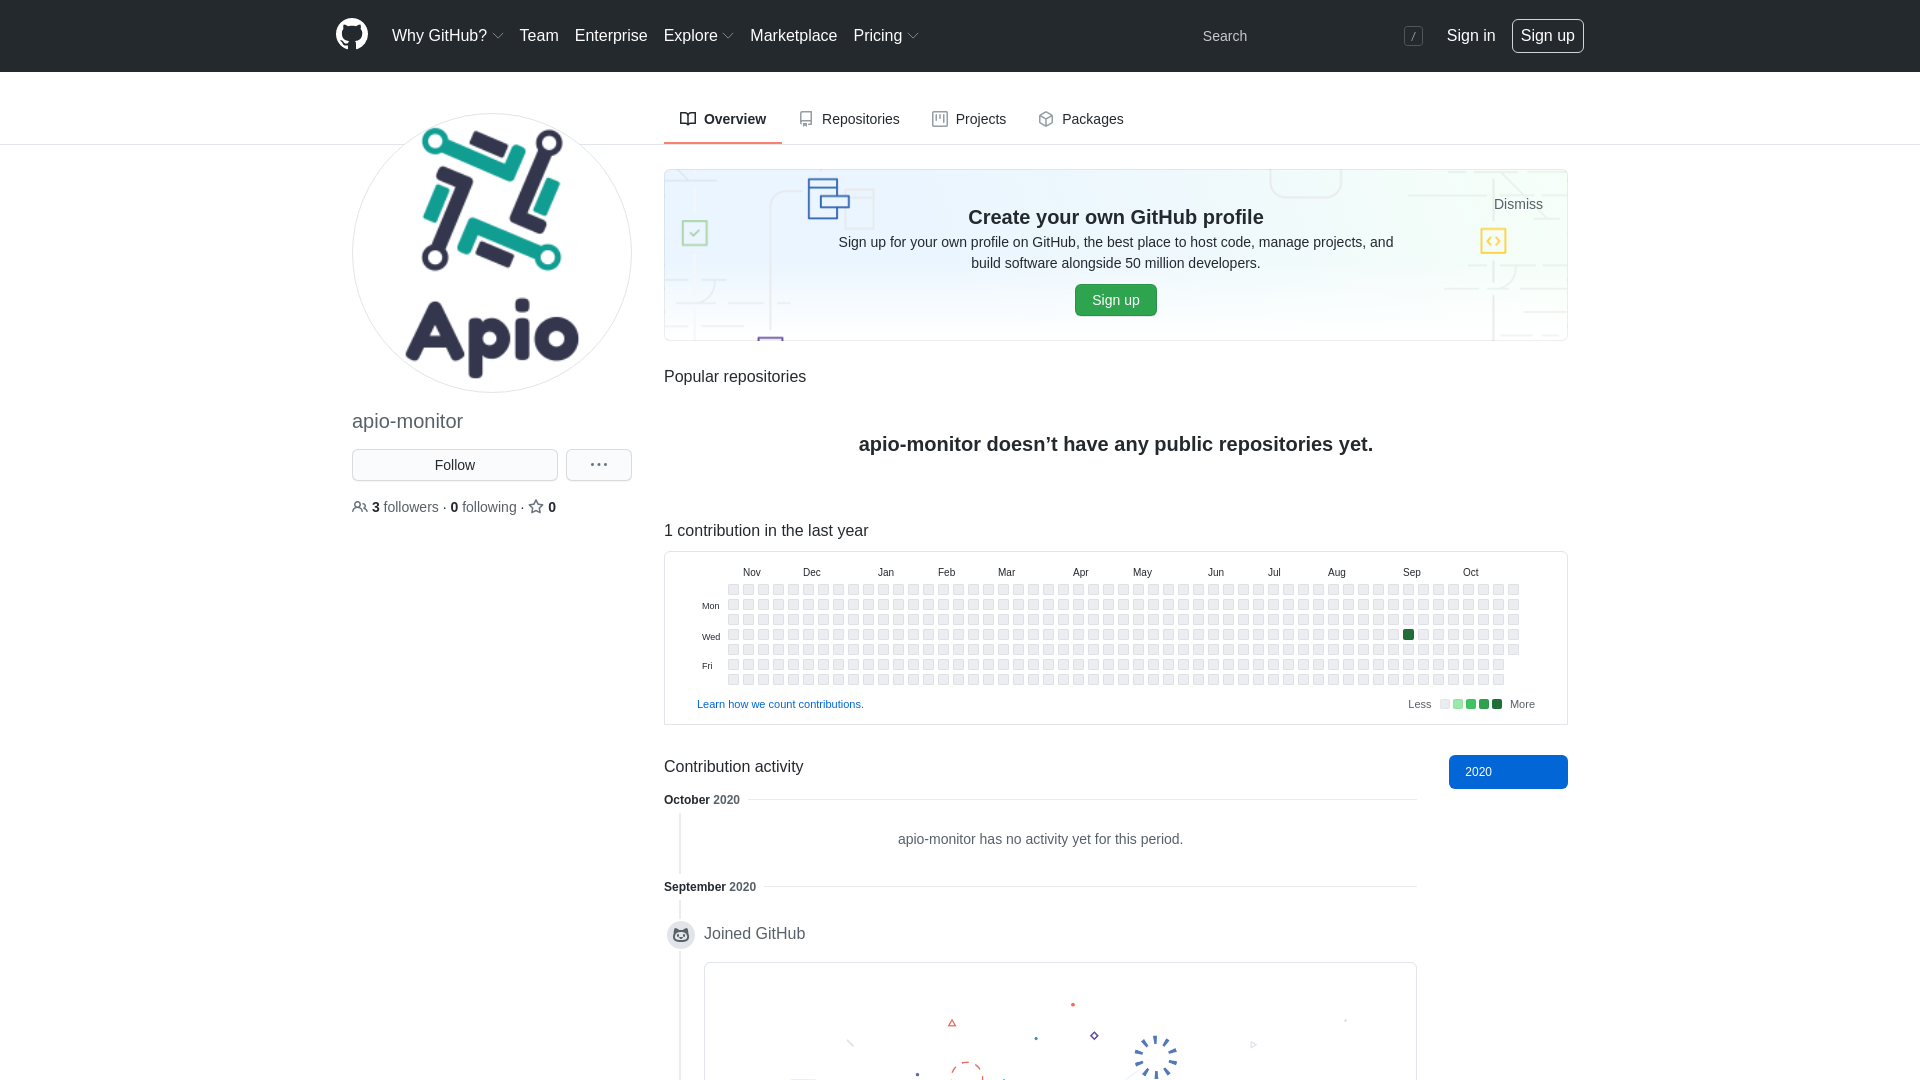 Why GitHub?
Team
Enterprise
Explore
Marketplace
Pricing
Search
/
Sign in
Sign up
Overview
Repositories
Projects
Packages
Apio
apio-monitor
Follow
3 followers · 0 following · 0
Create your own GitHub profile
Dismiss
Sign up for your own profile on GitHub, the best place to host code, manage projects, and
build software alongside 50 million developers.
Sign up
Popular repositories
apio-monitor doesn’t have any public repositories yet.
1 contribution in the last year
Nov Dec Jan Feb Mar Apr May Jun Jul Aug Sep Oct
Mon
Wed
Fri
Learn how we count contributions.
Less More
Contribution activity
2020
October 2020
apio-monitor has no activity yet for this period.
September 2020
Joined GitHub